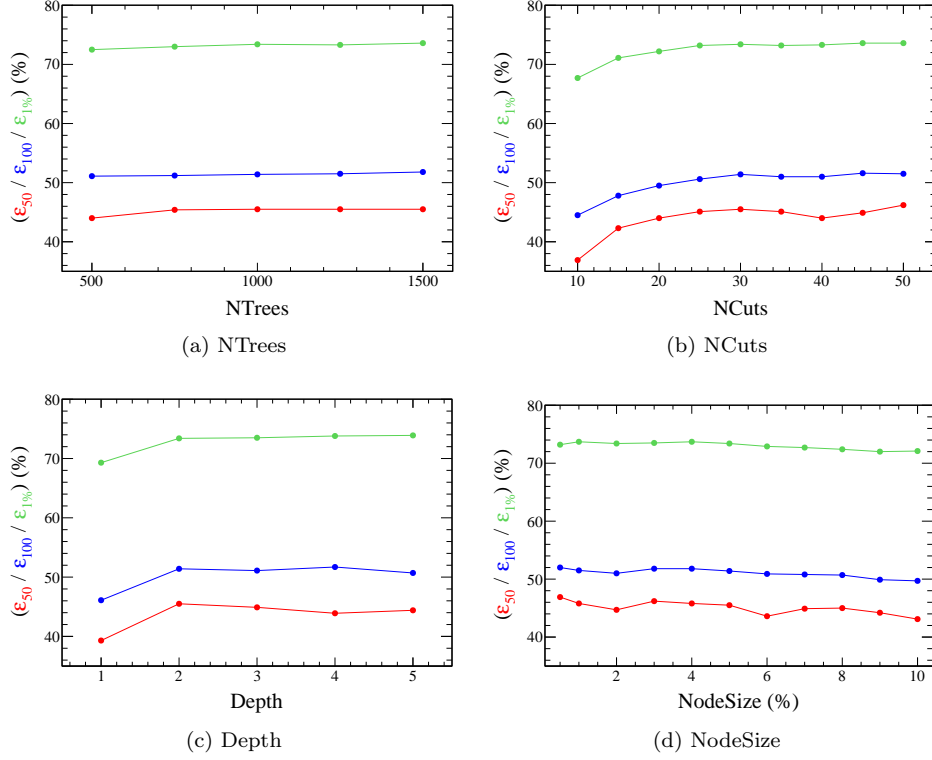 80
70
60
50
40
(ε50 / ε100 / ε1%) (%)
500 1000 1500
NTrees
(a) NTrees
80
70
60
50
40
(ε50 / ε100 / ε1%) (%)
10 20 30 40 50
NCuts
(b) NCuts
80
70
60
50
40
(ε50 / ε100 / ε1%) (%)
1 2 3 4 5
Depth
(c) Depth
80
70
60
50
40
(ε50 / ε100 / ε1%) (%)
2 4 6 8 10
NodeSize (%)
(d) NodeSize